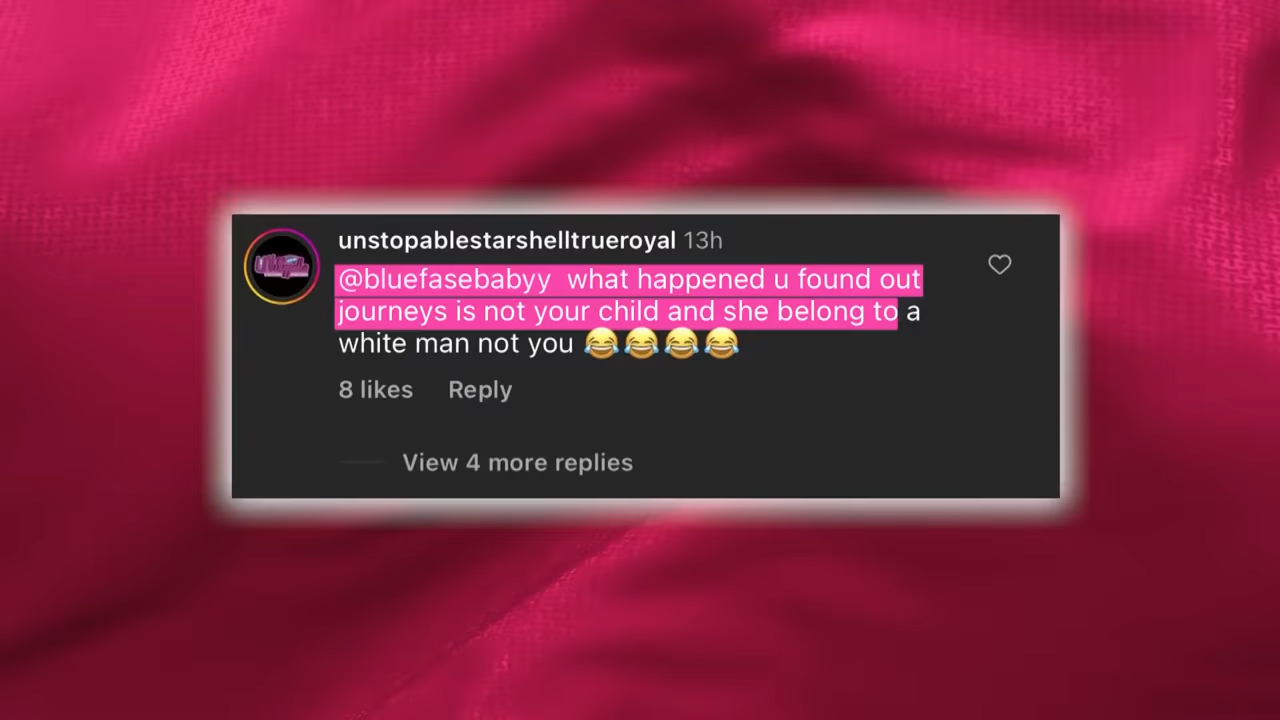 unstopablestarshelltrueroyal 13h
@bluefasebabyy what happened u found out
journeys is not your child and she belong to a
white man not you 😂😂😂😂
8 likes Reply
View 4 more replies